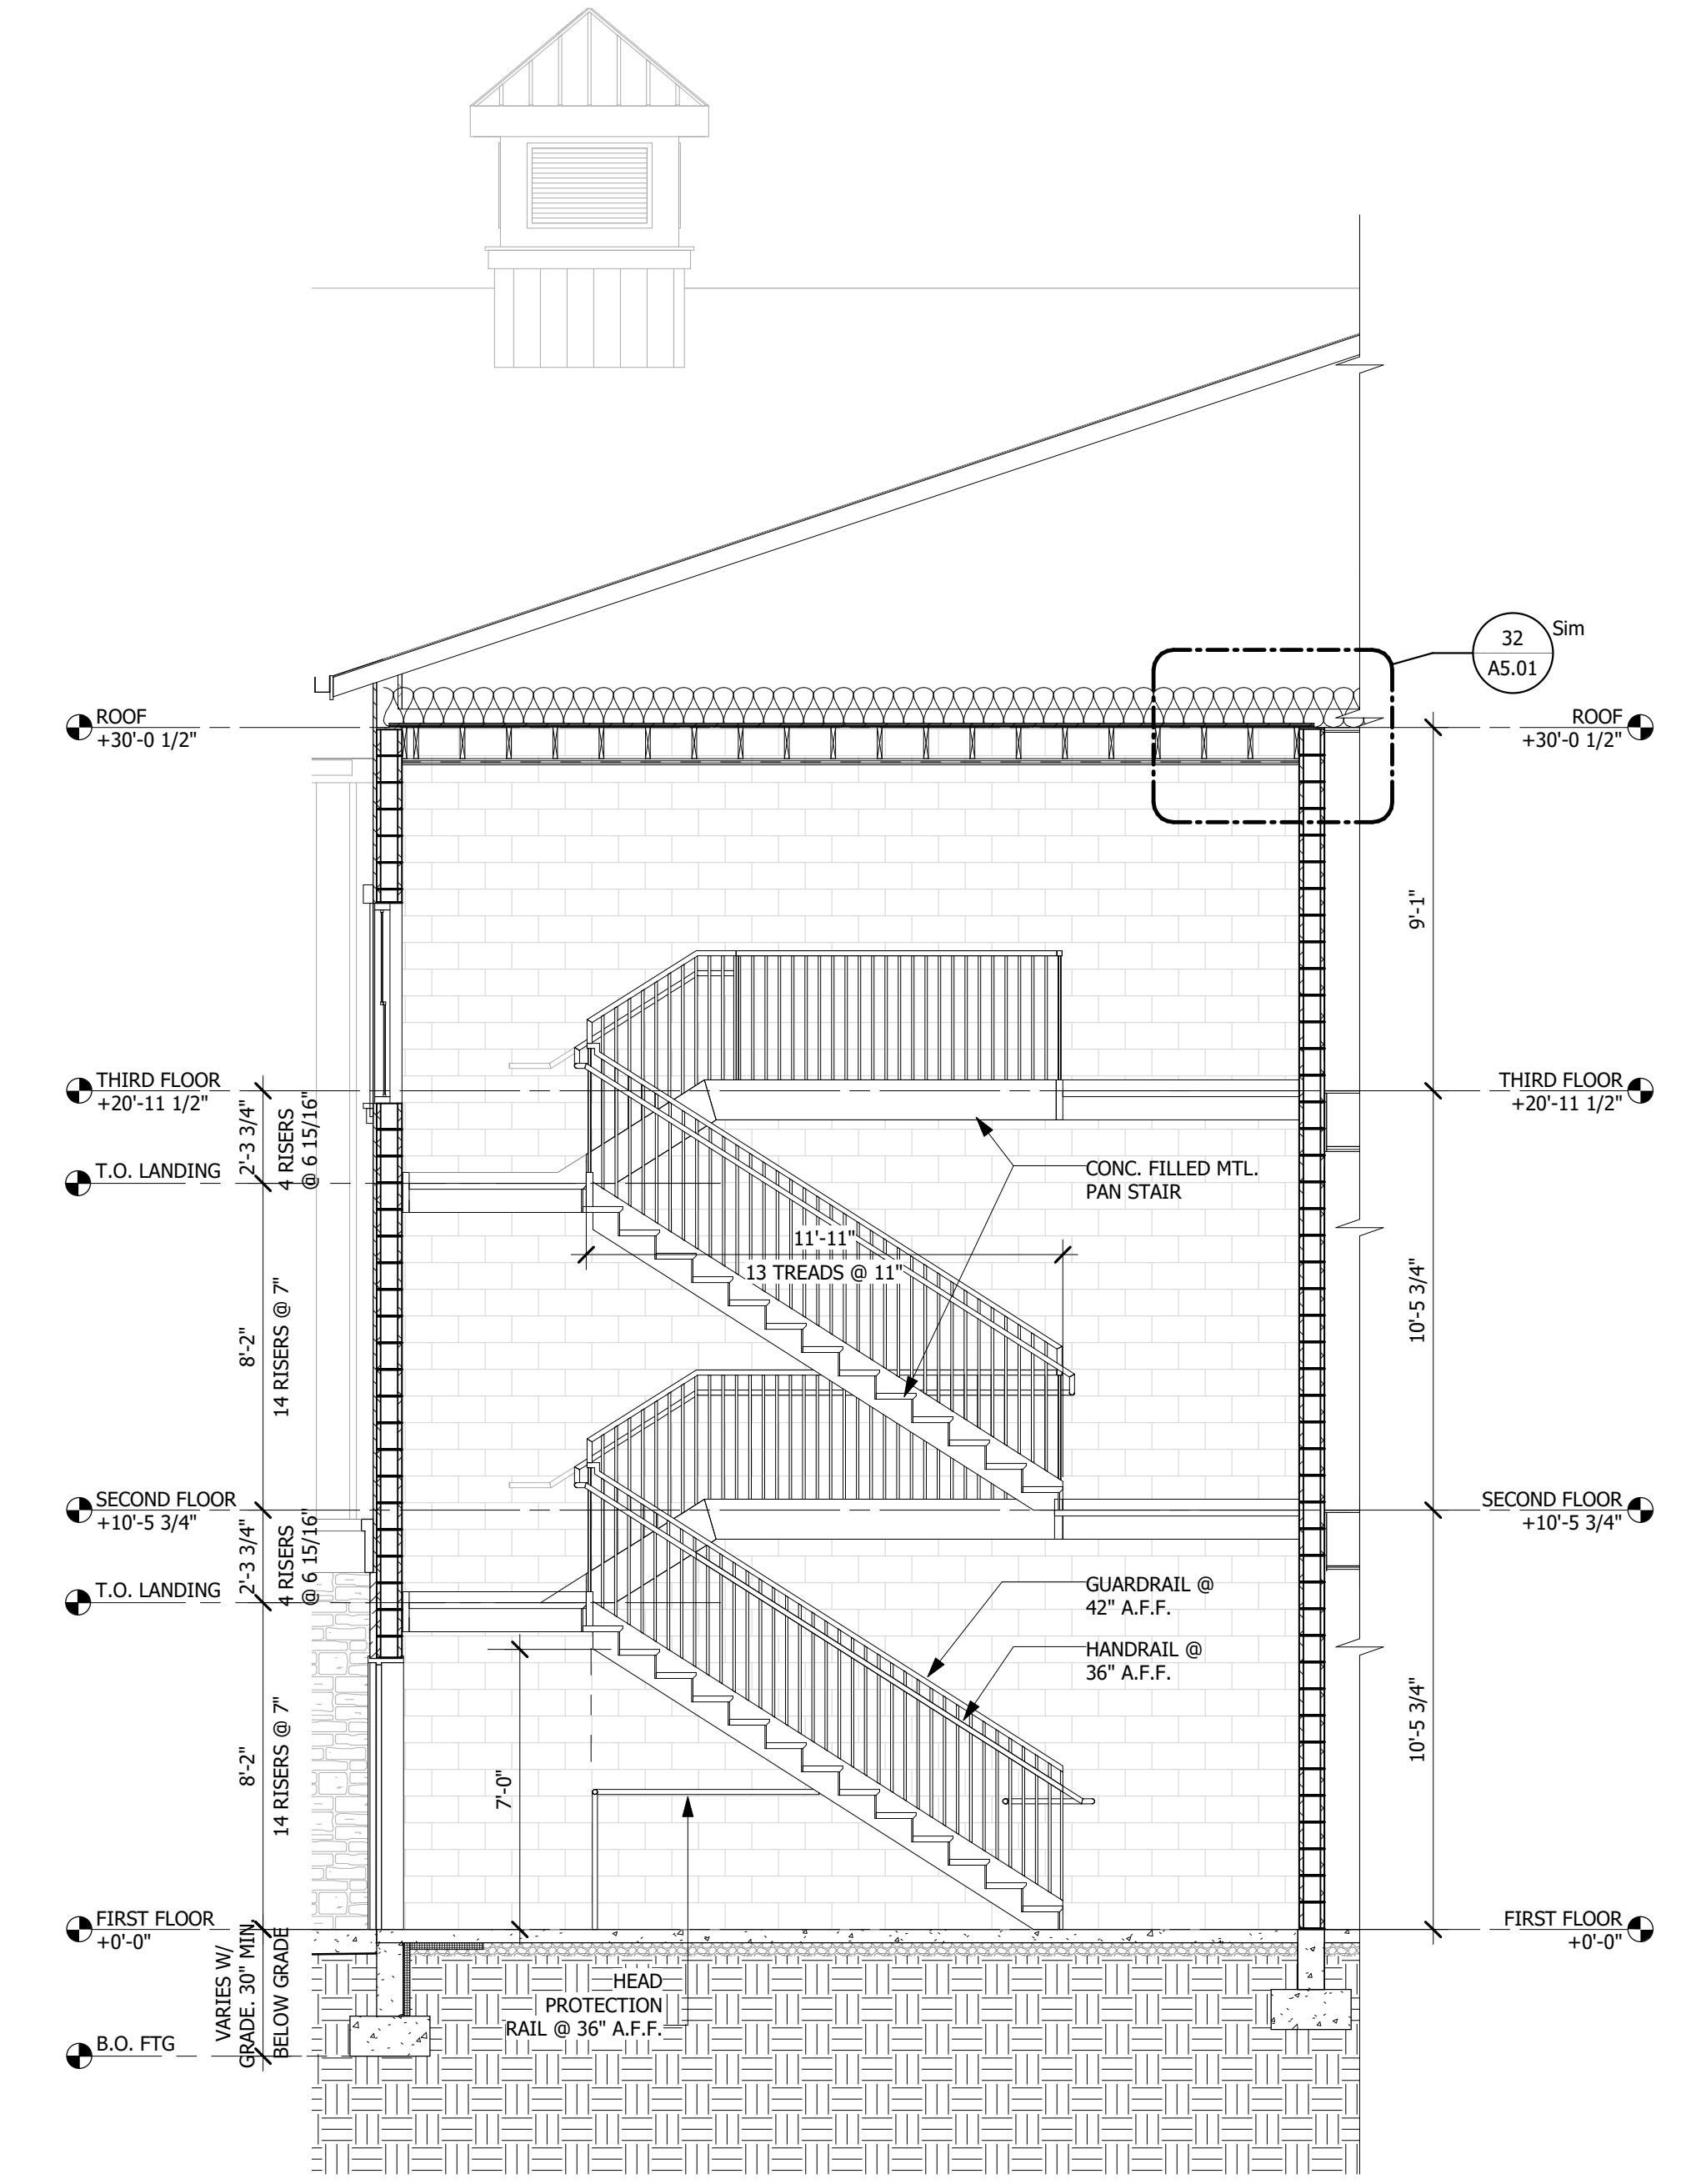 32
Sim
A5.01
ROOF
+30'-0 1/2"
ROOF
+30'-0 1/2"
9'-1"
THIRD FLOOR
+20'-11 1/2"
THIRD FLOOR
+20'-11 1/2"
2'-3 3/4"
4 RISERS
@ 6 15/16"
T.O. LANDING
CONC. FILLED MTL.
PAN STAIR
11'-11"
13 TREADS @ 11"
8'-2"
14 RISERS @ 7"
10'-5 3/4"
SECOND FLOOR
+10'-5 3/4"
SECOND FLOOR
+10'-5 3/4"
2'-3 3/4"
4 RISERS
@ 6 15/16"
T.O. LANDING
GUARDRAIL @
42" A.F.F.
HANDRAIL @
36" A.F.F.
8'-2"
14 RISERS @ 7"
7'-0"
10'-5 3/4"
FIRST FLOOR
+0'-0"
FIRST FLOOR
+0'-0"
VARIES W/
GRADE. 30" MIN.
BELOW GRADE
HEAD
PROTECTION
RAIL @ 36" A.F.F.
B.O. FTG